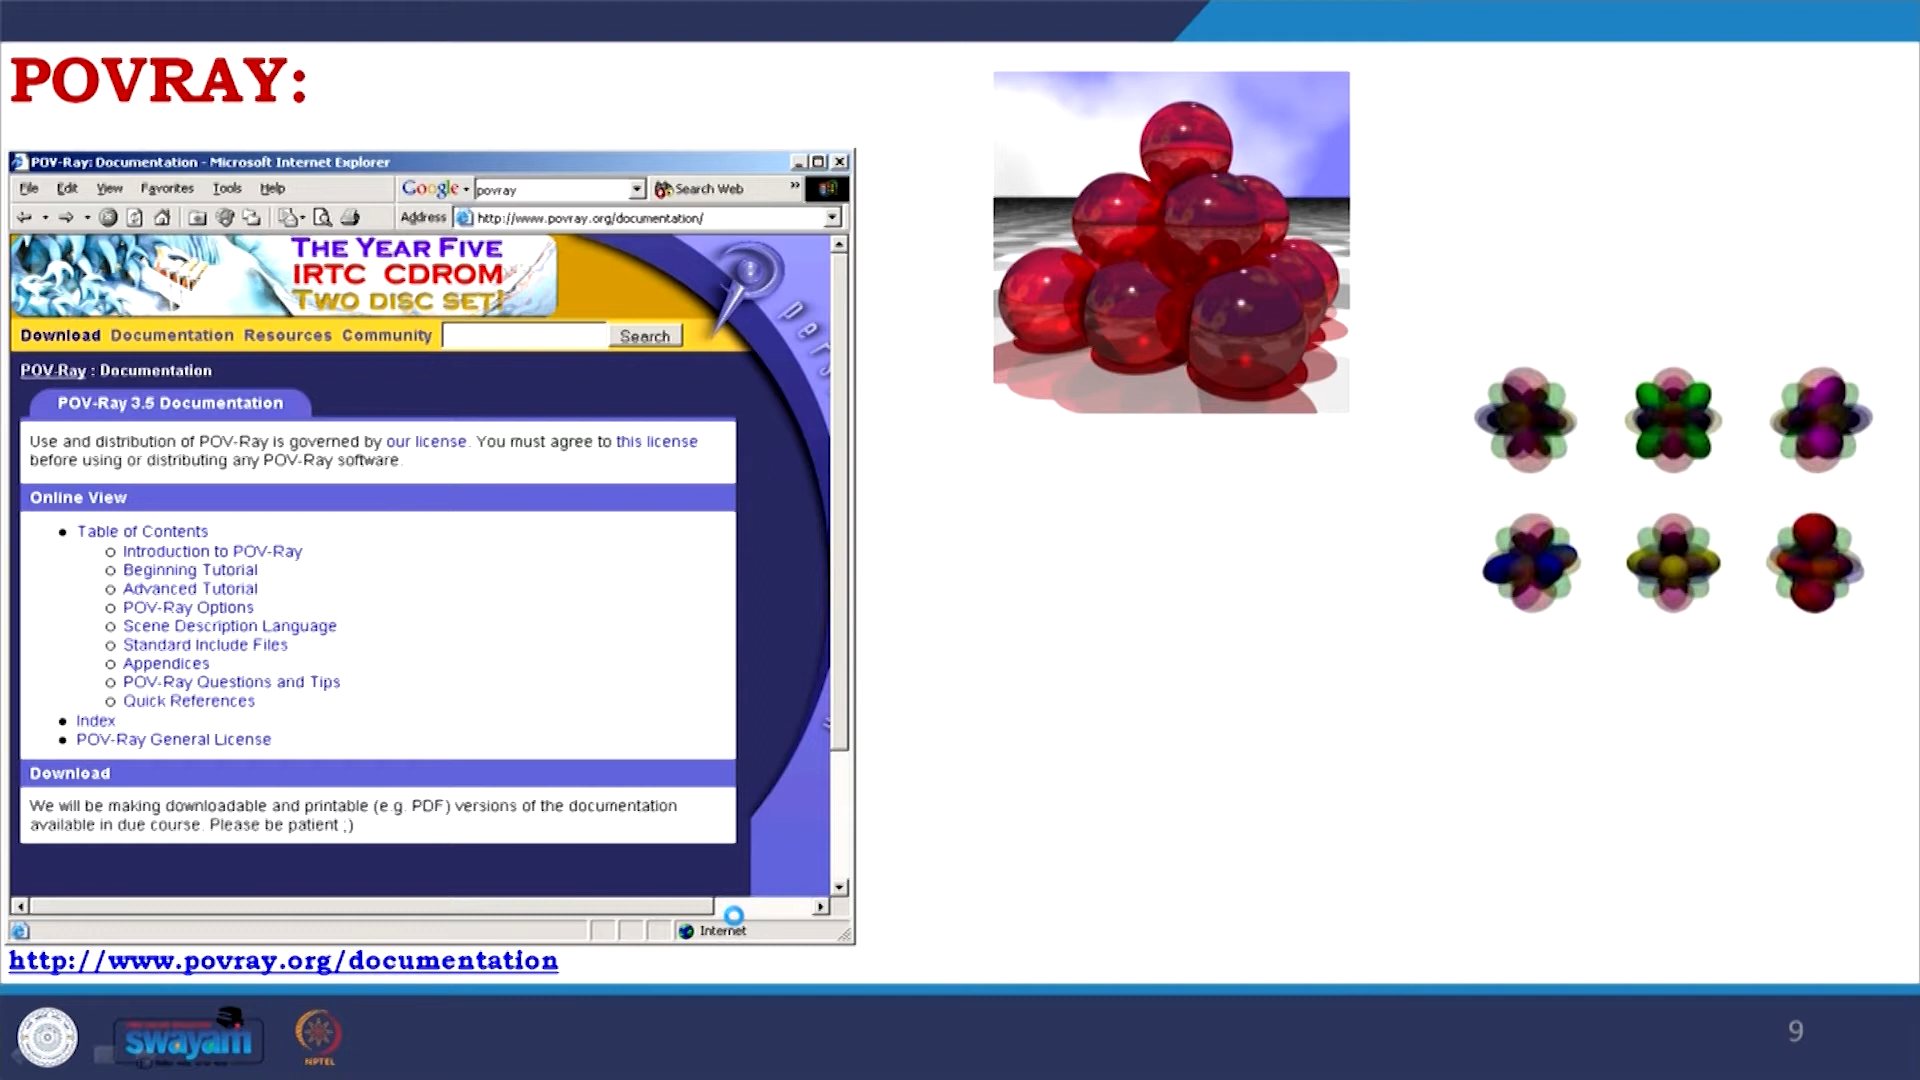 POVRAY:
POV-Ray: Documentation - Microsoft Internet Explorer
File Edit View Favorites Tools Help
Google povray Search Web »
Address http://www.povray.org/documentation/
THE YEAR FIVE
IRTC CDROM
TWO DISC SET!
Download Documentation Resources Community Search
POV-Ray : Documentation
POV-Ray 3.5 Documentation
Use and distribution of POV-Ray is governed by our license. You must agree to this license
before using or distributing any POV-Ray software.
Online View
Table of Contents
Introduction to POV-Ray
Beginning Tutorial
Advanced Tutorial
POV-Ray Options
Scene Description Language
Standard Include Files
Appendices
POV-Ray Questions and Tips
Quick References
Index
POV-Ray General License
Download
We will be making downloadable and printable (e.g. PDF) versions of the documentation
available in due course. Please be patient ;)
Internet
http://www.povray.org/documentation
swayam
NPTEL
9